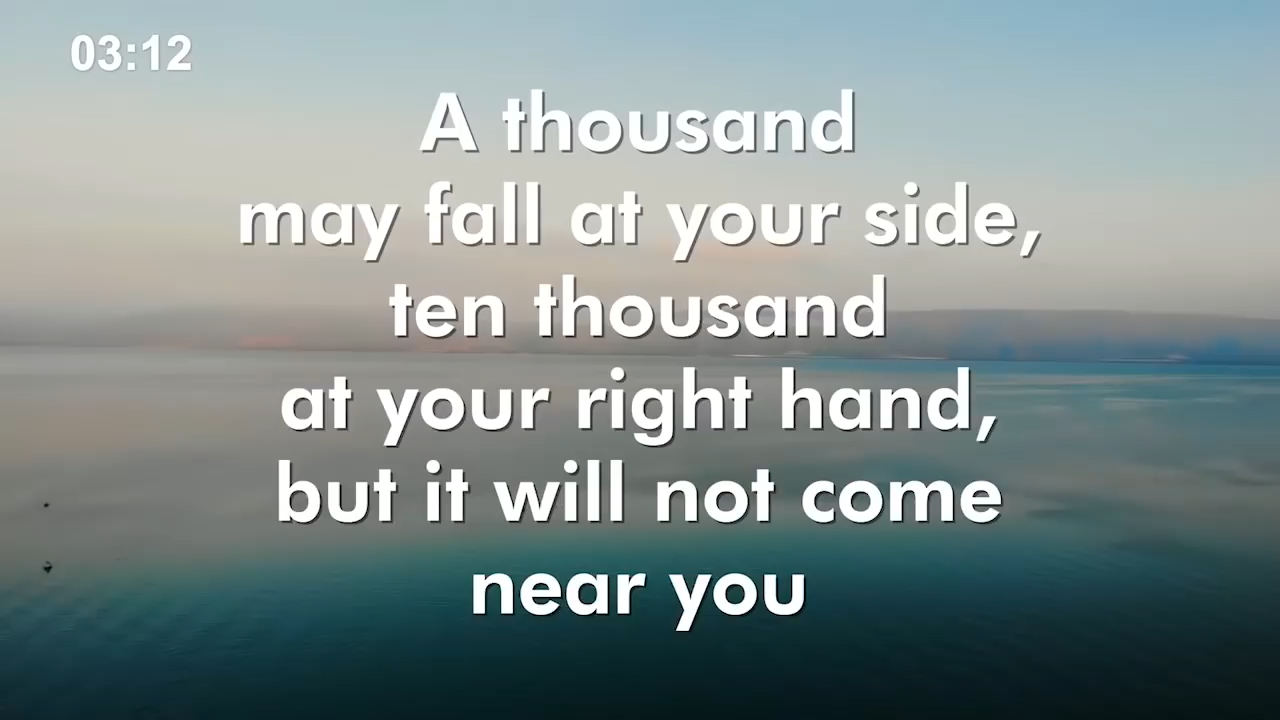 03:12
A thousand
may fall at your side,
ten thousand
at your right hand,
but it will not come
near you